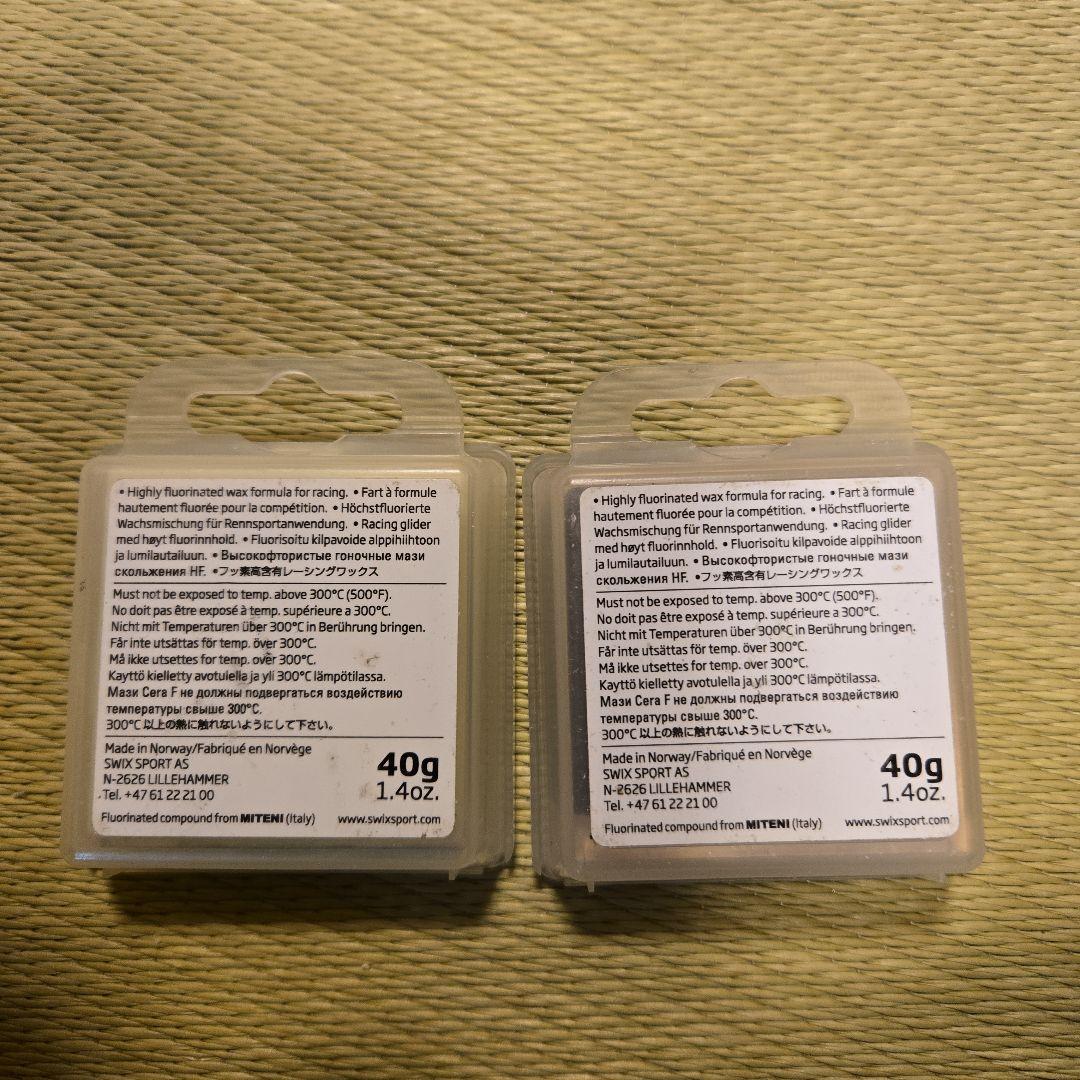 • Highly fluorinated wax formula for racing. • Fart à formule
hautement fluorée pour la compétition. • Höchstfluorierte
Wachsmischung für Rennsportanwendung. • Racing glider
med høyt fluorinnhold. • Fluorisoitu kilpavoide alppihiihtoon
ja lumilautailuun. • Высокофтористые гоночные мази
скольжения HF. • フッ素高含有レーシングワックス
Must not be exposed to temp. above 300°C (500°F).
No doit pas être exposé à temp. supérieure a 300°C.
Nicht mit Temperaturen über 300°C in Berührung bringen.
Får inte utsättas för temp. över 300°C.
Må ikke utsettes for temp. over 300°C.
Kayttö kielletty avotulella ja yli 300°C lämpötilassa.
Мази Cera F не должны подвергаться воздействию
температуры свыше 300°C.
300°C 以上の熱に触れないようにして下さい。
Made in Norway/Fabriqué en Norvège
SWIX SPORT AS
N-2626 LILLEHAMMER
Tel. +47 61 22 21 00
40g
1.4oz.
Fluorinated compound from MITENI (Italy) www.swixsport.com
• Highly fluorinated wax formula for racing. • Fart à formule
hautement fluorée pour la compétition. • Höchstfluorierte
Wachsmischung für Rennsportanwendung. • Racing glider
med høyt fluorinnhold. • Fluorisoitu kilpavoide alppihiihtoon
ja lumilautailuun. • Высокофтористые гоночные мази
скольжения HF. • フッ素高含有レーシングワックス
Must not be exposed to temp. above 300°C (500°F).
No doit pas être exposé à temp. supérieure a 300°C.
Nicht mit Temperaturen über 300°C in Berührung bringen.
Får inte utsättas för temp. över 300°C.
Må ikke utsettes for temp. over 300°C.
Kayttö kielletty avotulella ja yli 300°C lämpötilassa.
Мази Cera F не должны подвергаться воздействию
температуры свыше 300°C.
300°C 以上の熱に触れないようにして下さい。
Made in Norway/Fabriqué en Norvège
SWIX SPORT AS
N-2626 LILLEHAMMER
Tel. +47 61 22 21 00
40g
1.4oz.
Fluorinated compound from MITENI (Italy) www.swixsport.com